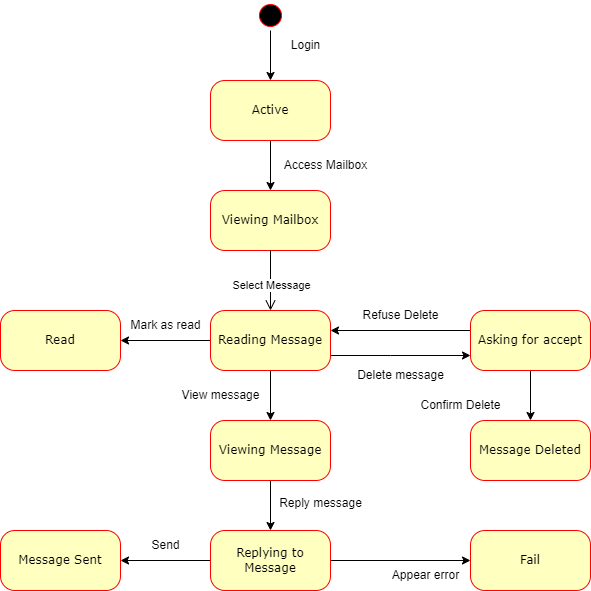 Login
Active
Access Mailbox
Viewing Mailbox
Select Message
Refuse Delete
Mark as read
Read
Reading Message
Asking for accept
Delete message
View message
Confirm Delete
Viewing Message
Message Deleted
Reply message
Send
Message Sent
Replying to
Message
Fail
Appear error